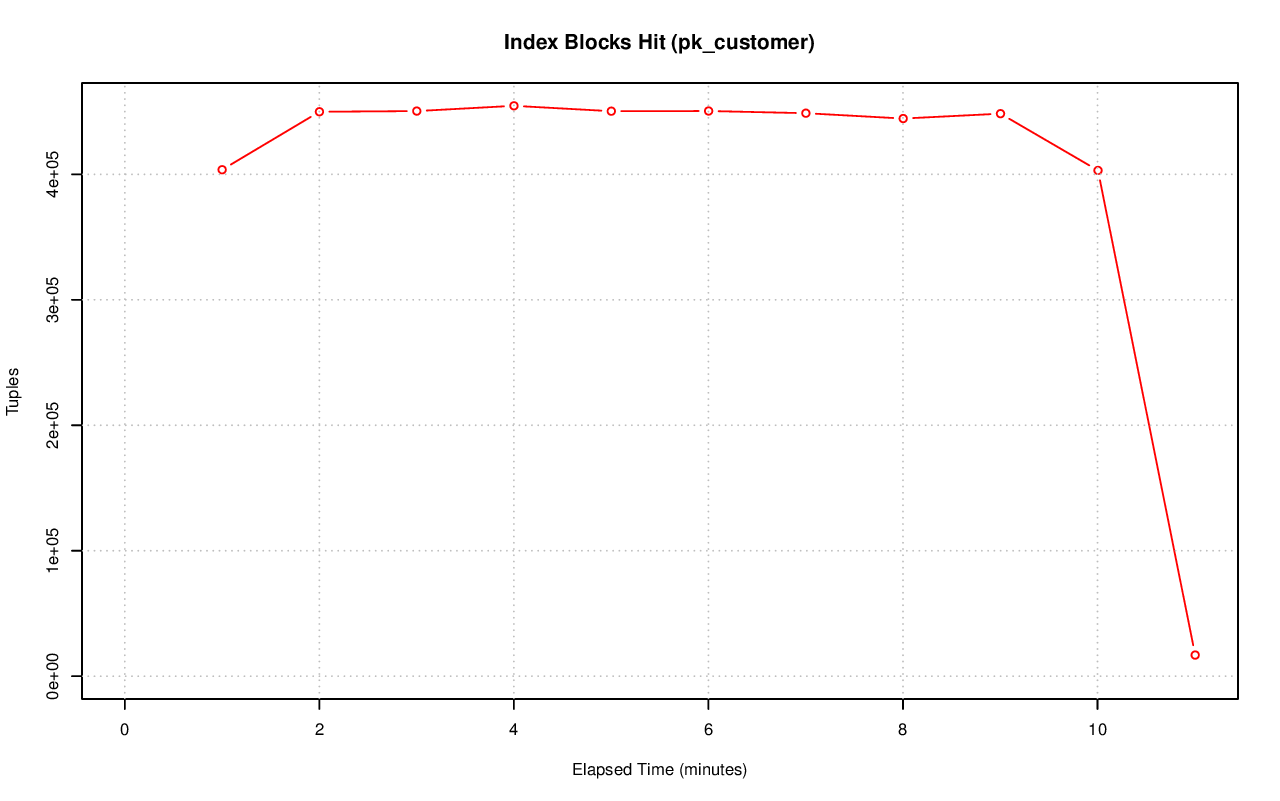 Index Blocks Hit (pk_customer)
Tuples
4e+05
3e+05
2e+05
1e+05
0e+00
0 2 4 6 8 10
Elapsed Time (minutes)